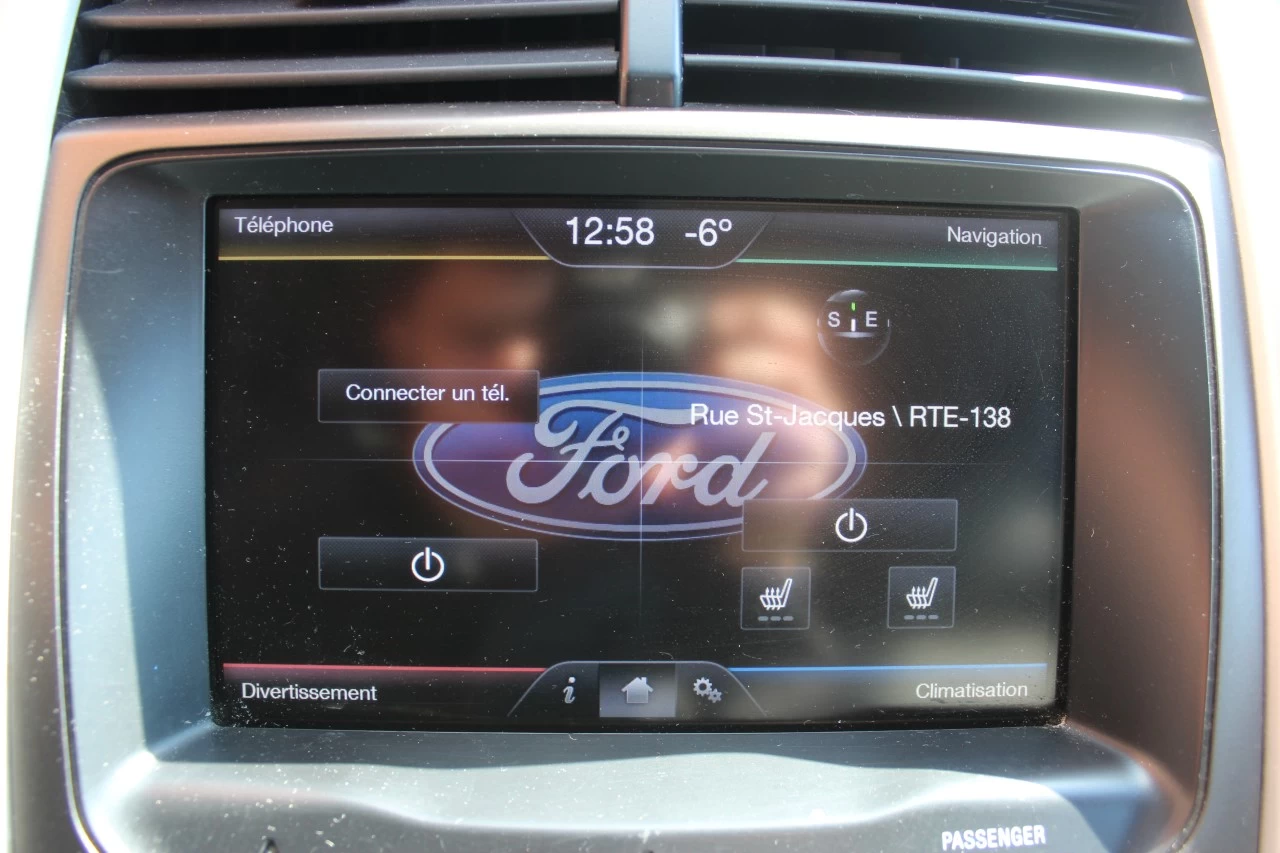 Téléphone
12:58 -6°
Navigation
S E
Connecter un tél.
Rue St-Jacques \ RTE-138
Ford
Divertissement
i
Climatisation
PASSENGER